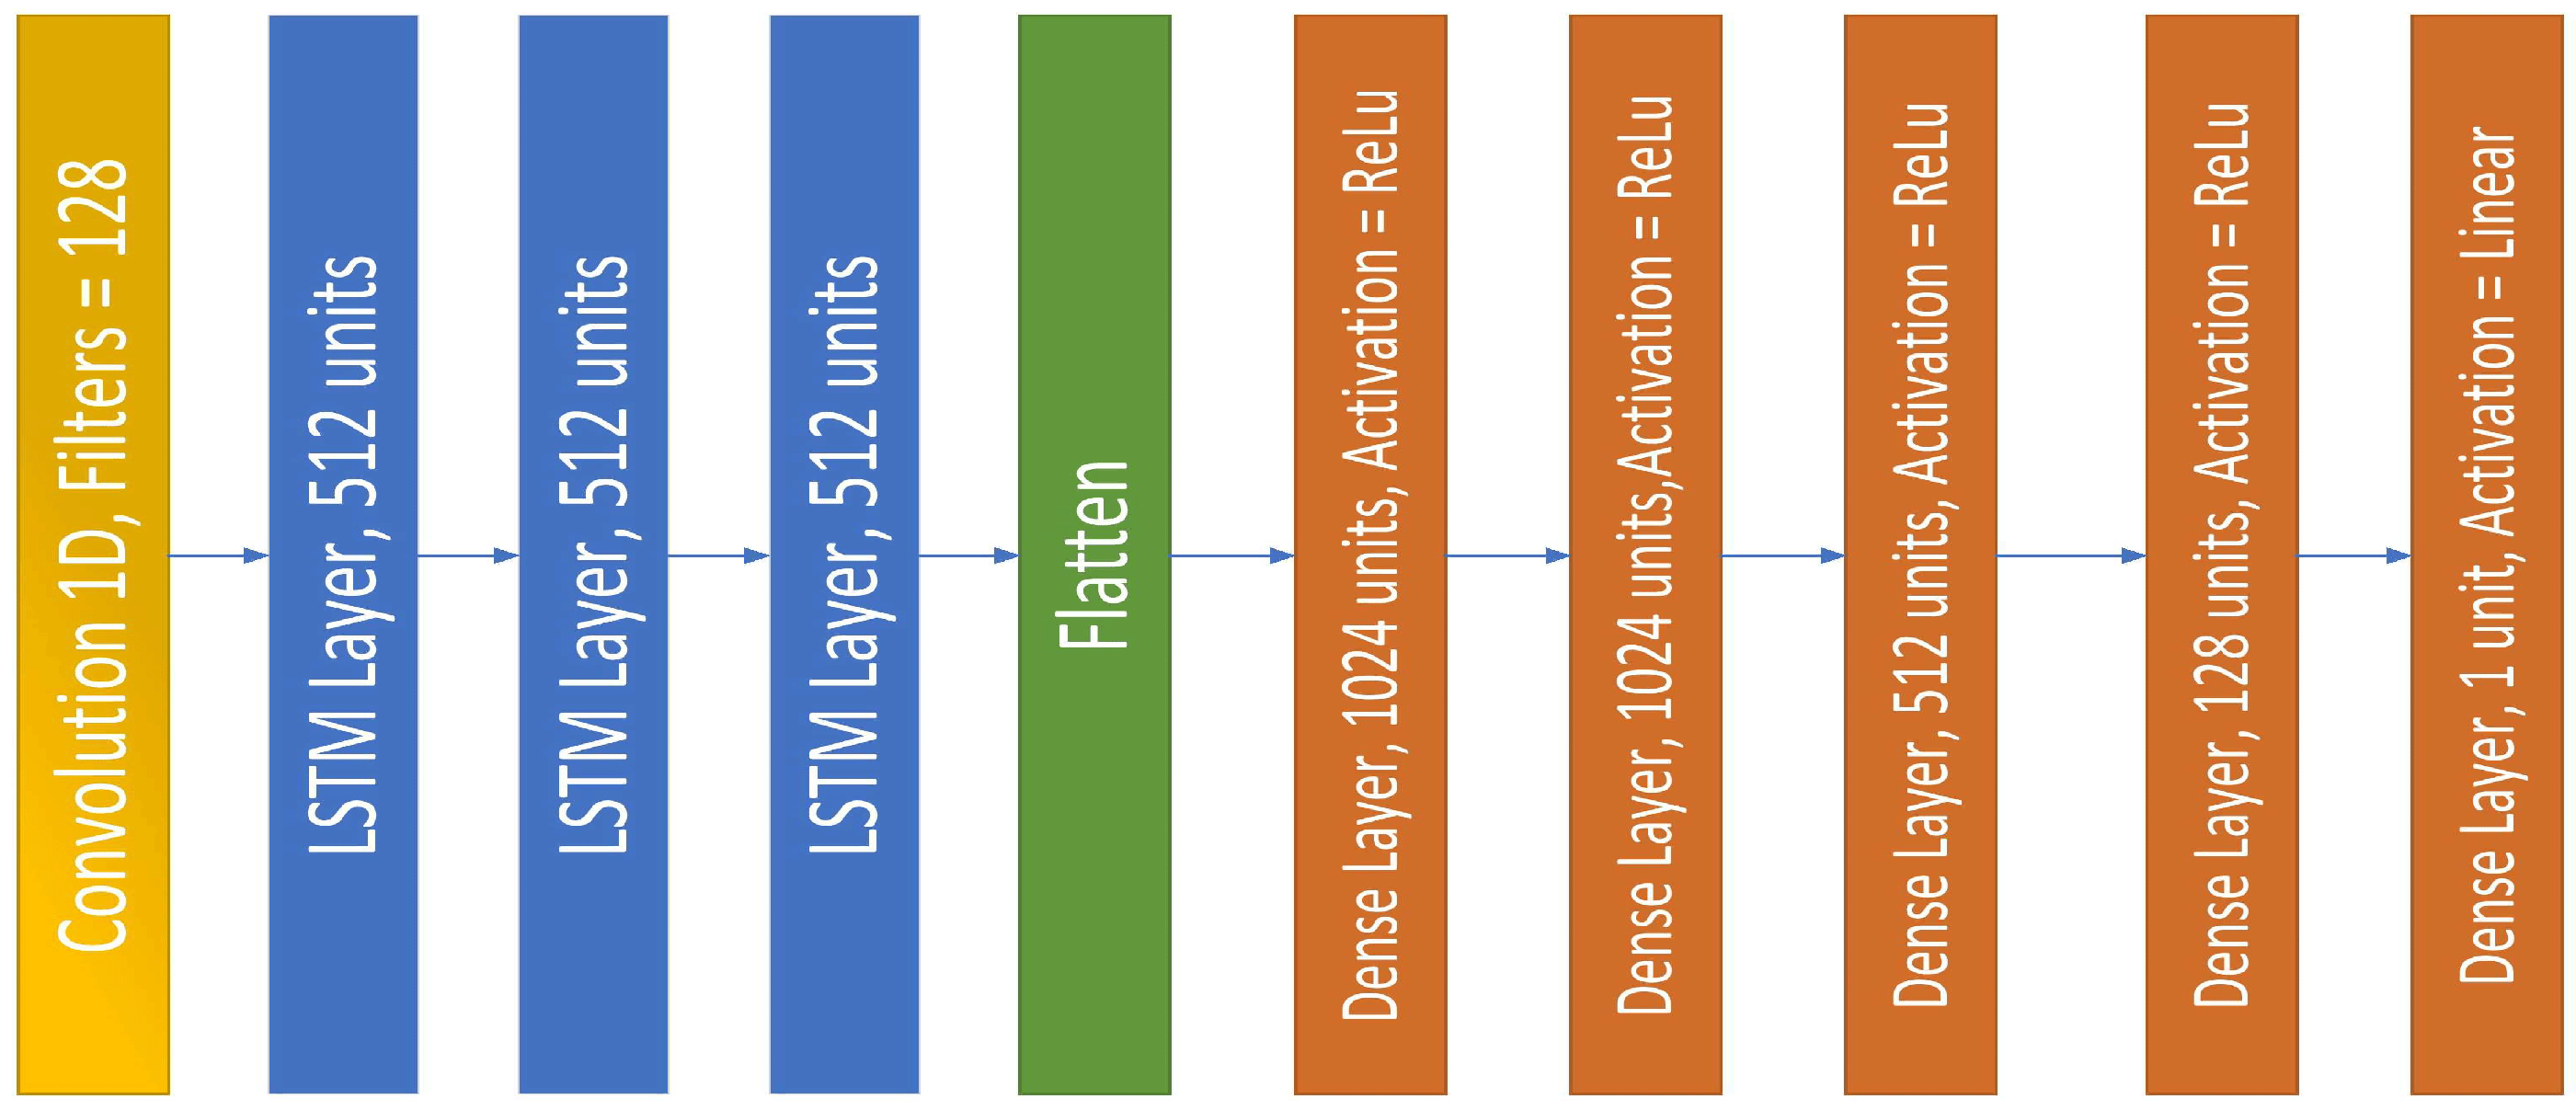 Convolution 1D, Filters = 128
LSTM Layer, 512 units
LSTM Layer, 512 units
LSTM Layer, 512 units
Flatten
Dense Layer, 1024 units, Activation = ReLu
Dense Layer, 1024 units,Activation = ReLu
Dense Layer, 512 units, Activation = ReLu
Dense Layer, 128 units, Activation = ReLu
Dense Layer, 1 unit, Activation = Linear